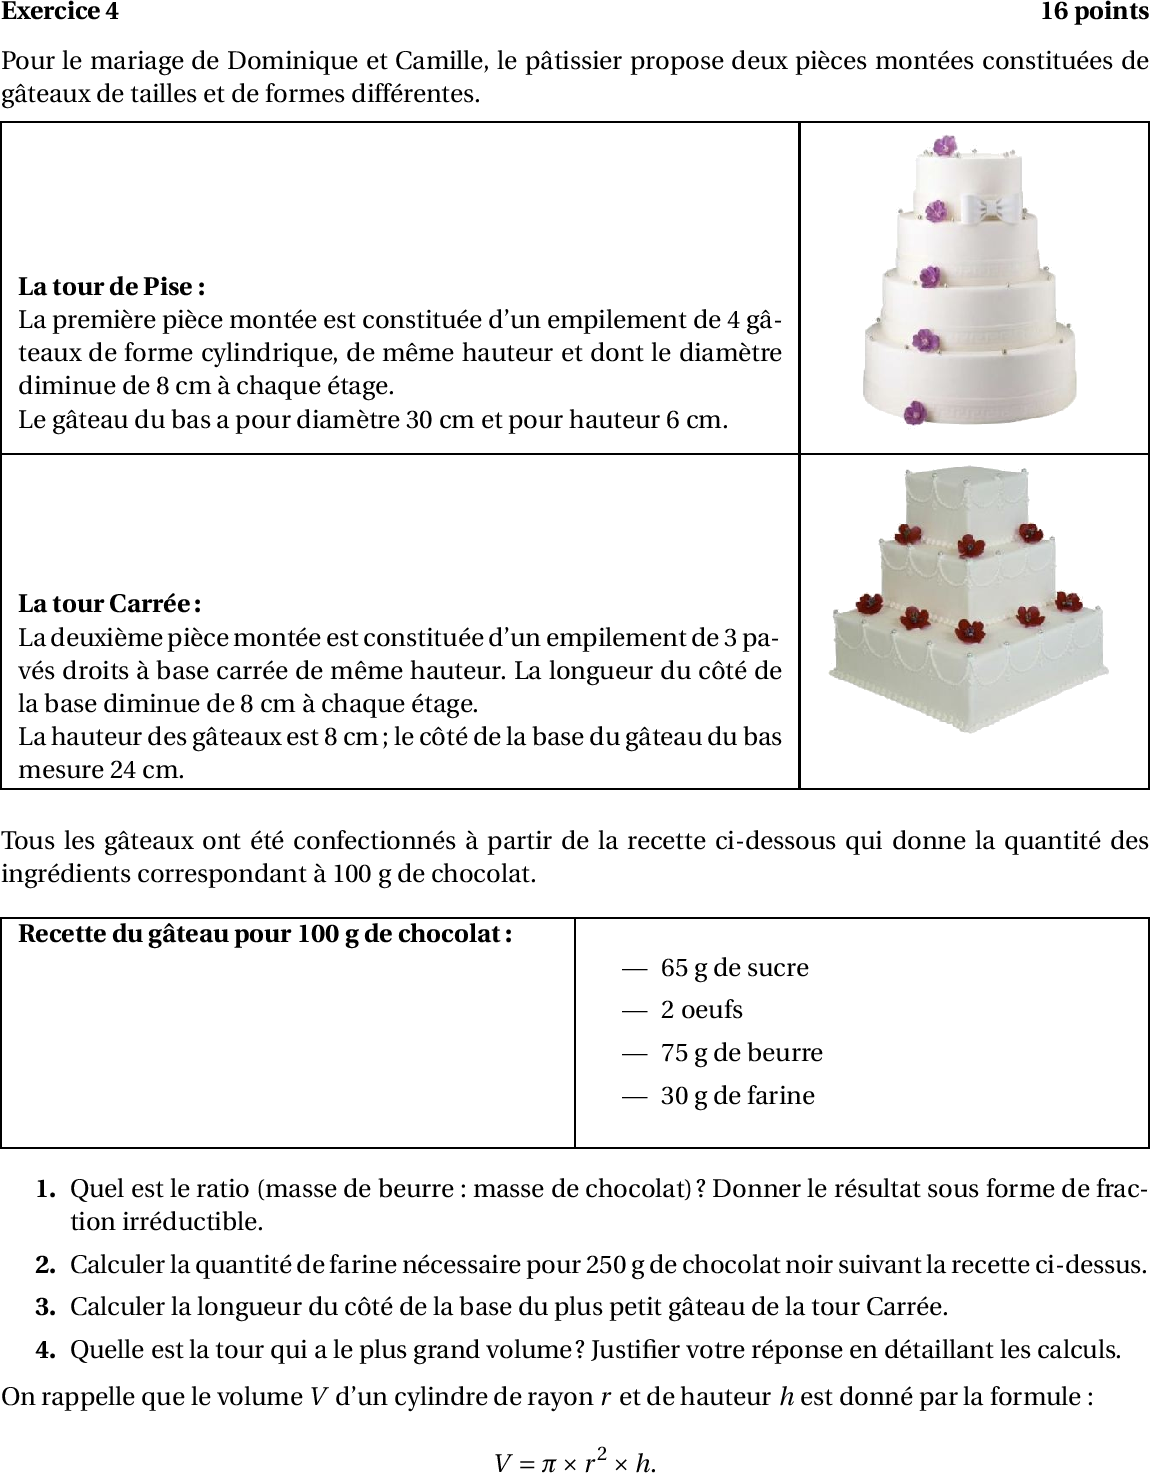 Exercice 4 16 points
Pour le mariage de Dominique et Camille, le pâtissier propose deux pièces montées constituées de
gâteaux de tailles et de formes différentes.
La tour de Pise :
La première pièce montée est constituée d'un empilement de 4 gâ-
teaux de forme cylindrique, de même hauteur et dont le diamètre
diminue de 8 cm à chaque étage.
Le gâteau du bas a pour diamètre 30 cm et pour hauteur 6 cm.
La tour Carrée :
La deuxième pièce montée est constituée d'un empilement de 3 pa-
vés droits à base carrée de même hauteur. La longueur du côté de
la base diminue de 8 cm à chaque étage.
La hauteur des gâteaux est 8 cm ; le côté de la base du gâteau du bas
mesure 24 cm.
Tous les gâteaux ont été confectionnés à partir de la recette ci-dessous qui donne la quantité des
ingrédients correspondant à 100 g de chocolat.
Recette du gâteau pour 100 g de chocolat :
— 65 g de sucre
— 2 oeufs
— 75 g de beurre
— 30 g de farine
1. Quel est le ratio (masse de beurre : masse de chocolat) ? Donner le résultat sous forme de frac-
tion irréductible.
2. Calculer la quantité de farine nécessaire pour 250 g de chocolat noir suivant la recette ci-dessus.
3. Calculer la longueur du côté de la base du plus petit gâteau de la tour Carrée.
4. Quelle est la tour qui a le plus grand volume ? Justifier votre réponse en détaillant les calculs.
On rappelle que le volume V d'un cylindre de rayon r et de hauteur h est donné par la formule :
V = π × r² × h.